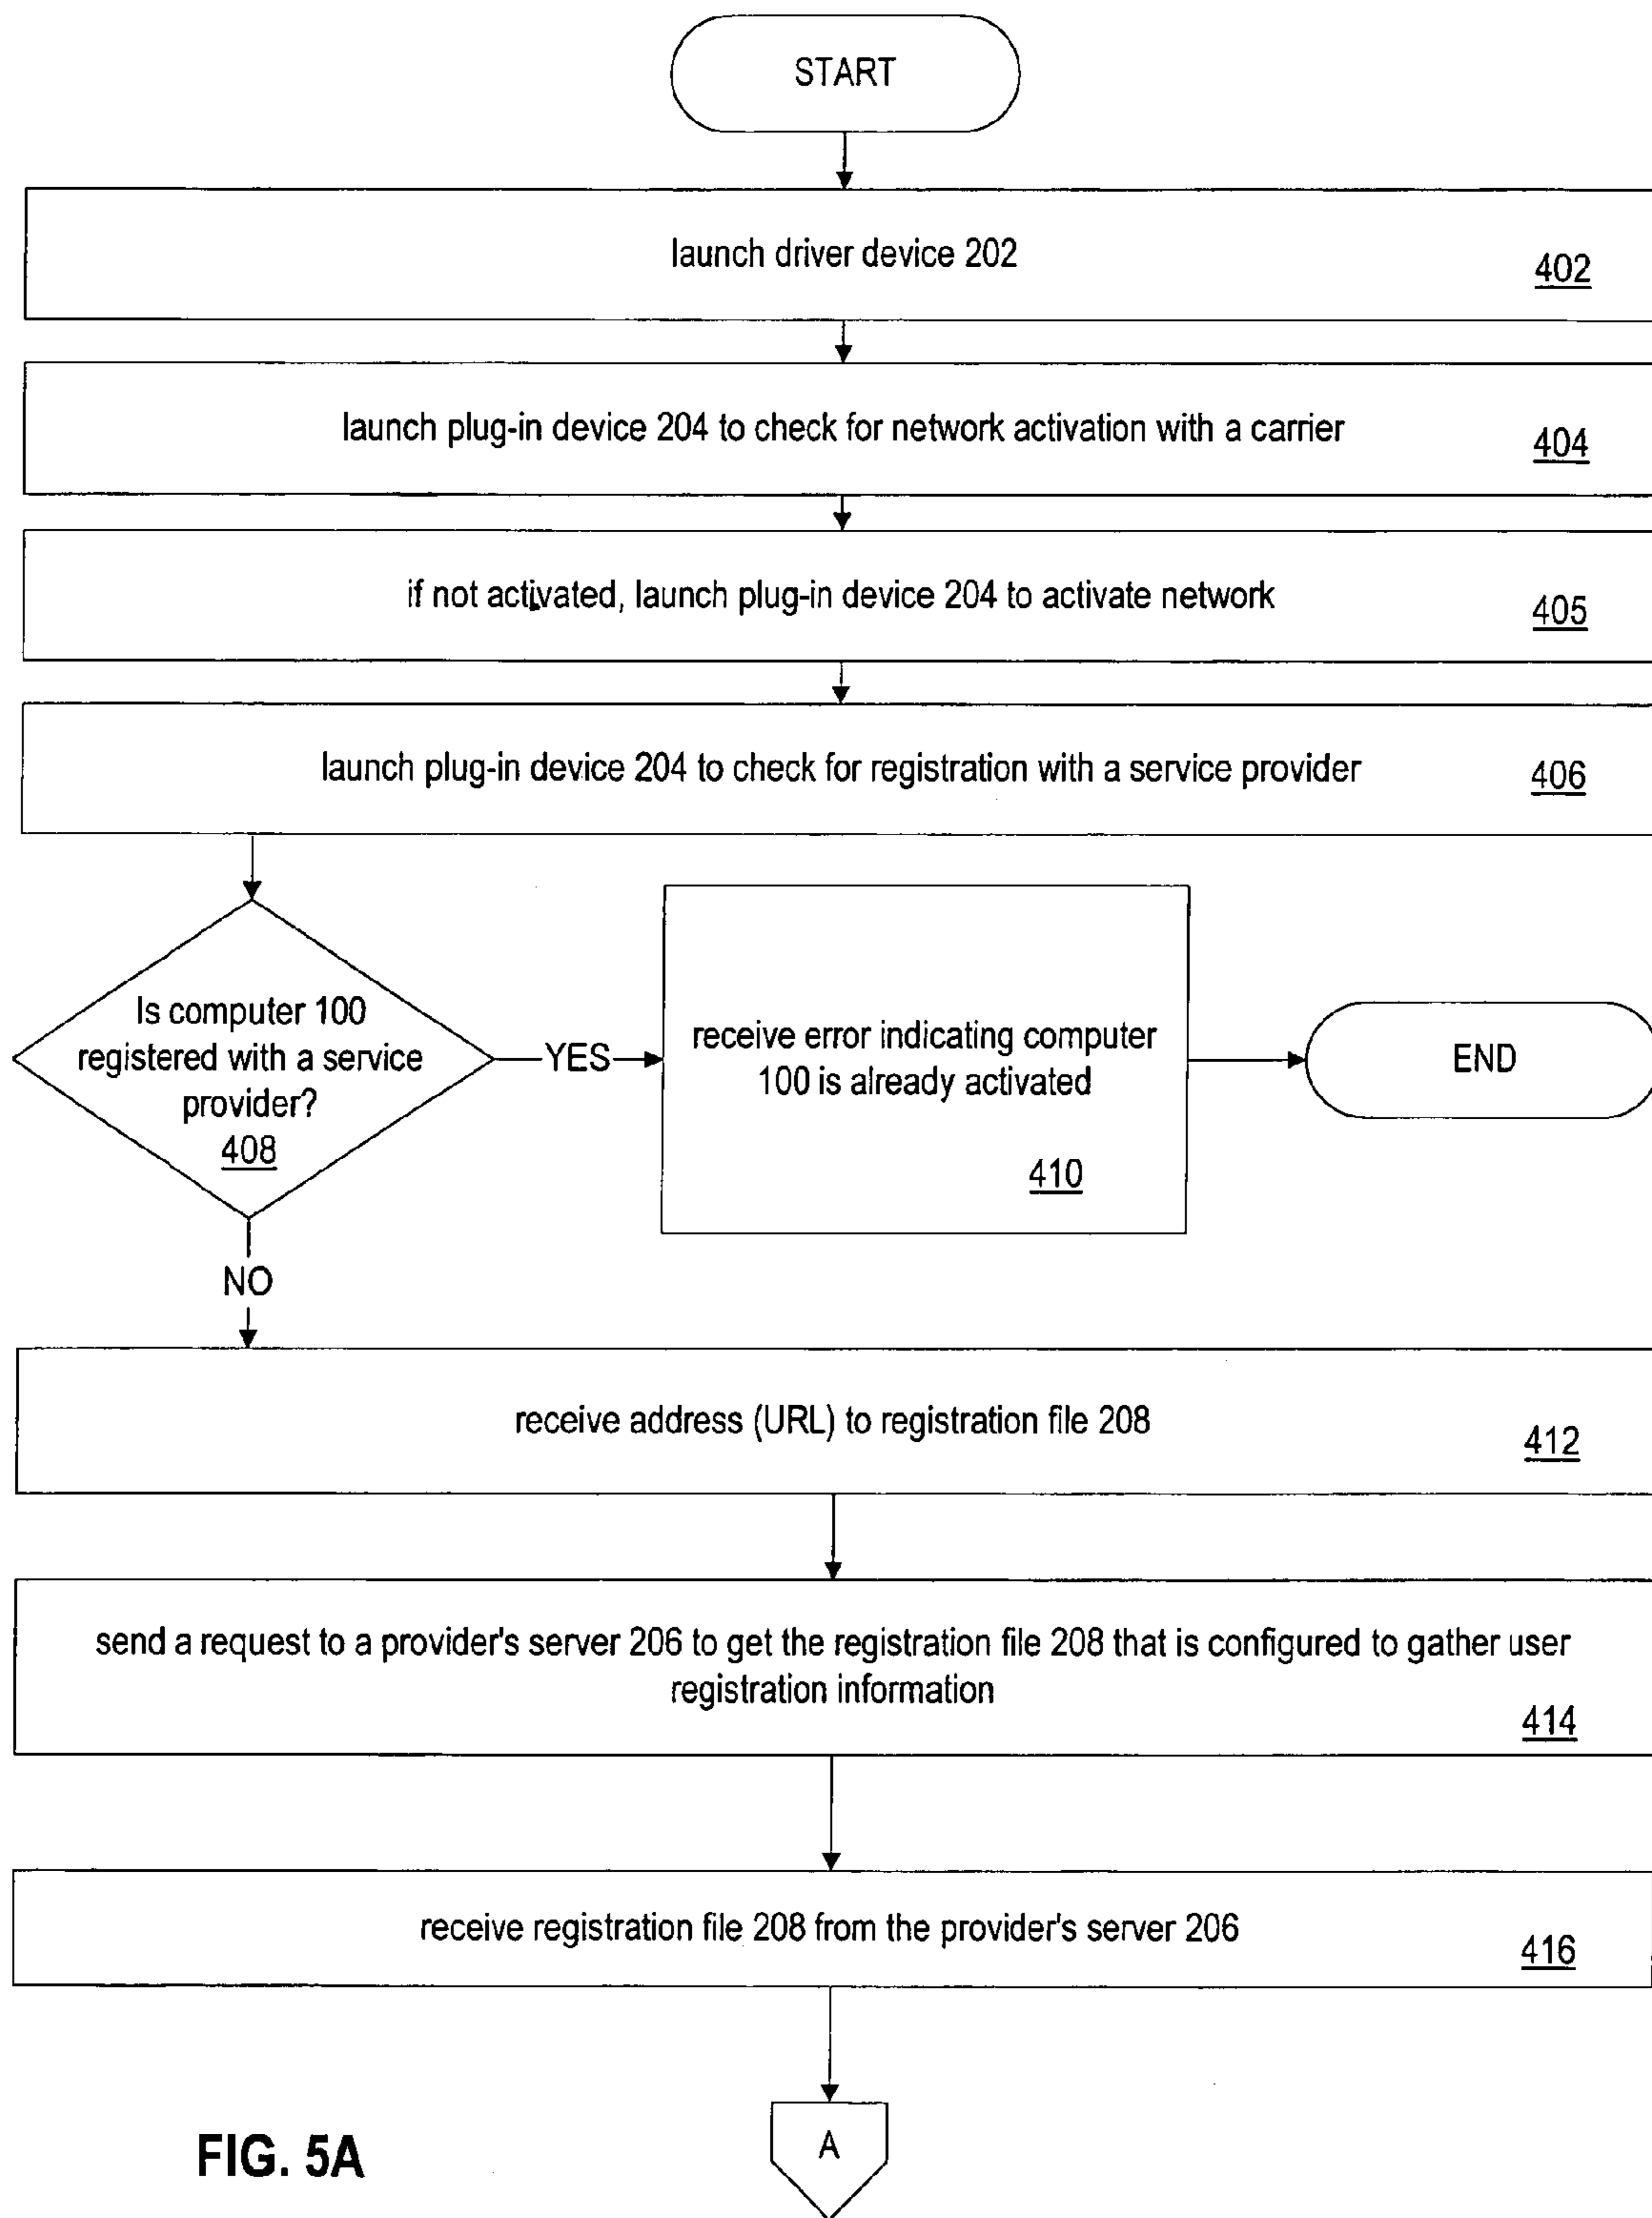 START
launch driver device 202
402
launch plug-in device 204 to check for network activation with a carrier
404
if not activated, launch plug-in device 204 to activate network
405
launch plug-in device 204 to check for registration with a service provider
406
Is computer 100
registered with a service
provider?
408
YES
receive error indicating computer
100 is already activated
410
END
NO
receive address (URL) to registration file 208
412
send a request to a provider's server 206 to get the registration file 208 that is configured to gather user
registration information
414
receive registration file 208 from the provider's server 206
416
A
FIG. 5A